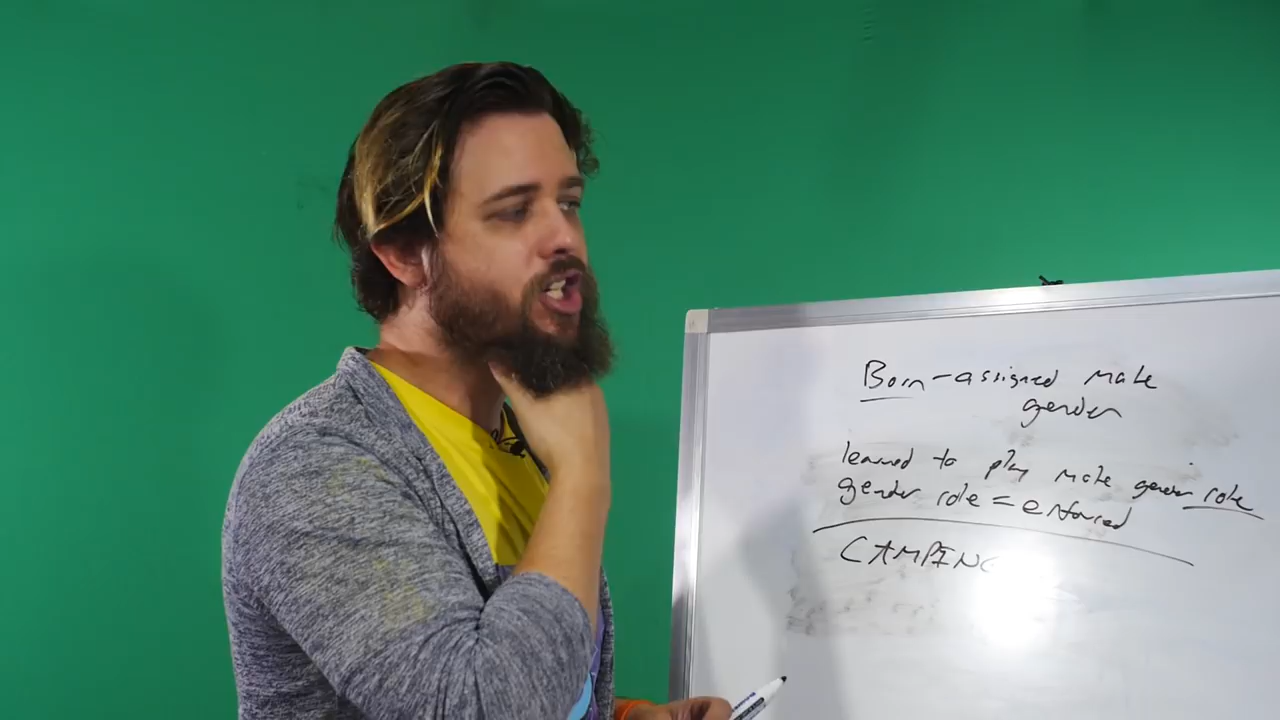 Born-assigned male
gender
learned to play male gender role
gender role = enforced
CAMPING